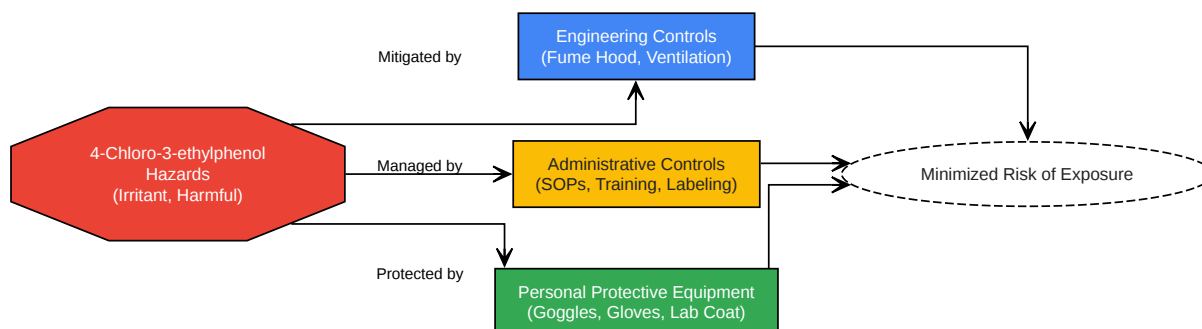 4-Chloro-3-ethylphenol
Hazards
(Irritant, Harmful)
Mitigated by
Engineering Controls
(Fume Hood, Ventilation)
Managed by
Administrative Controls
(SOPs, Training, Labeling)
Protected by
Personal Protective Equipment
(Goggles, Gloves, Lab Coat)
Minimized Risk of Exposure